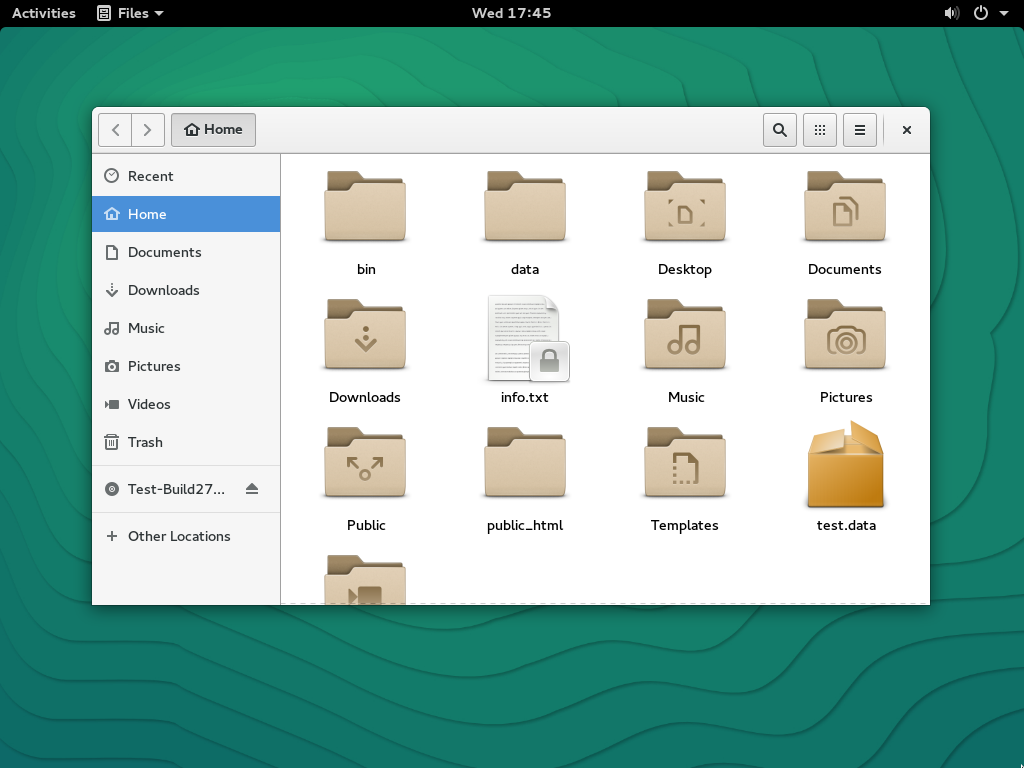 Activities Files Wed 17:45
Home
Recent
Home
Documents
Downloads
Music
Pictures
Videos
Trash
Test-Build27...
Other Locations
bin data Desktop Documents
Downloads info.txt Music Pictures
Public public_html Templates test.data